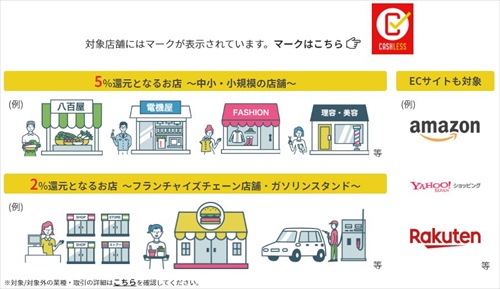 対象店舗にはマークが表示されています。マークはこちら
CASHLESS
5%還元となるお店 ～中小・小規模の店舗～
(例)
八百屋
電機屋
FASHION
理容・美容
等
2%還元となるお店 ～フランチャイズチェーン店舗・ガソリンスタンド～
(例)
SHOP
STORE
SHOP
等
※対象/対象外の業種・取引の詳細はこちらを確認してください。
ECサイトも対象
(例)
amazon
YAHOO!ショッピング
JAPAN
Rakuten
等